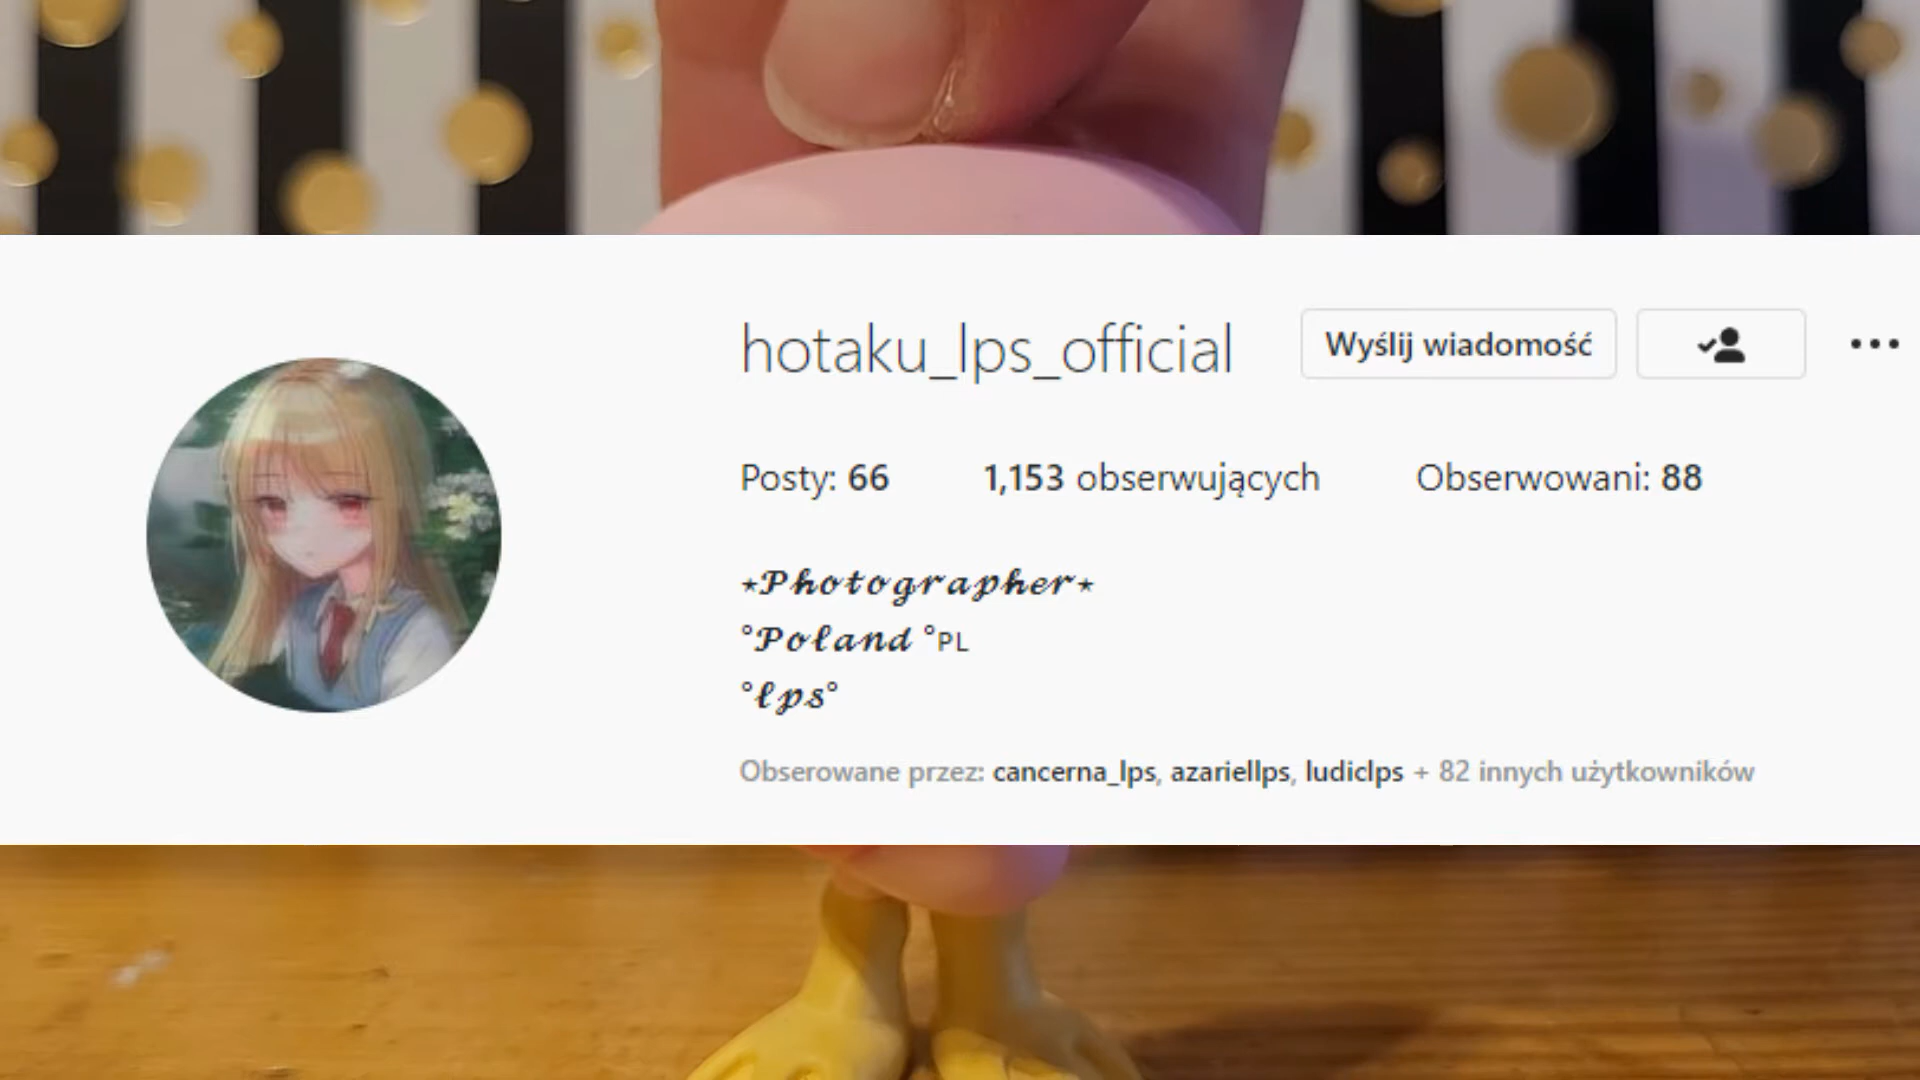 hotaku_lps_official Wyślij wiadomość
Posty: 66 1,153 obserwujących Obserwowani: 88
⋆𝓟𝓱𝓸𝓽𝓸𝓰𝓻𝓪𝓹𝓱𝓮𝓻⋆
°𝓟𝓸𝓵𝓪𝓷𝓭 °PL
°𝓵𝓹𝓼°
Obserowane przez: cancerna_lps, azariellps, ludiclps + 82 innych użytkowników